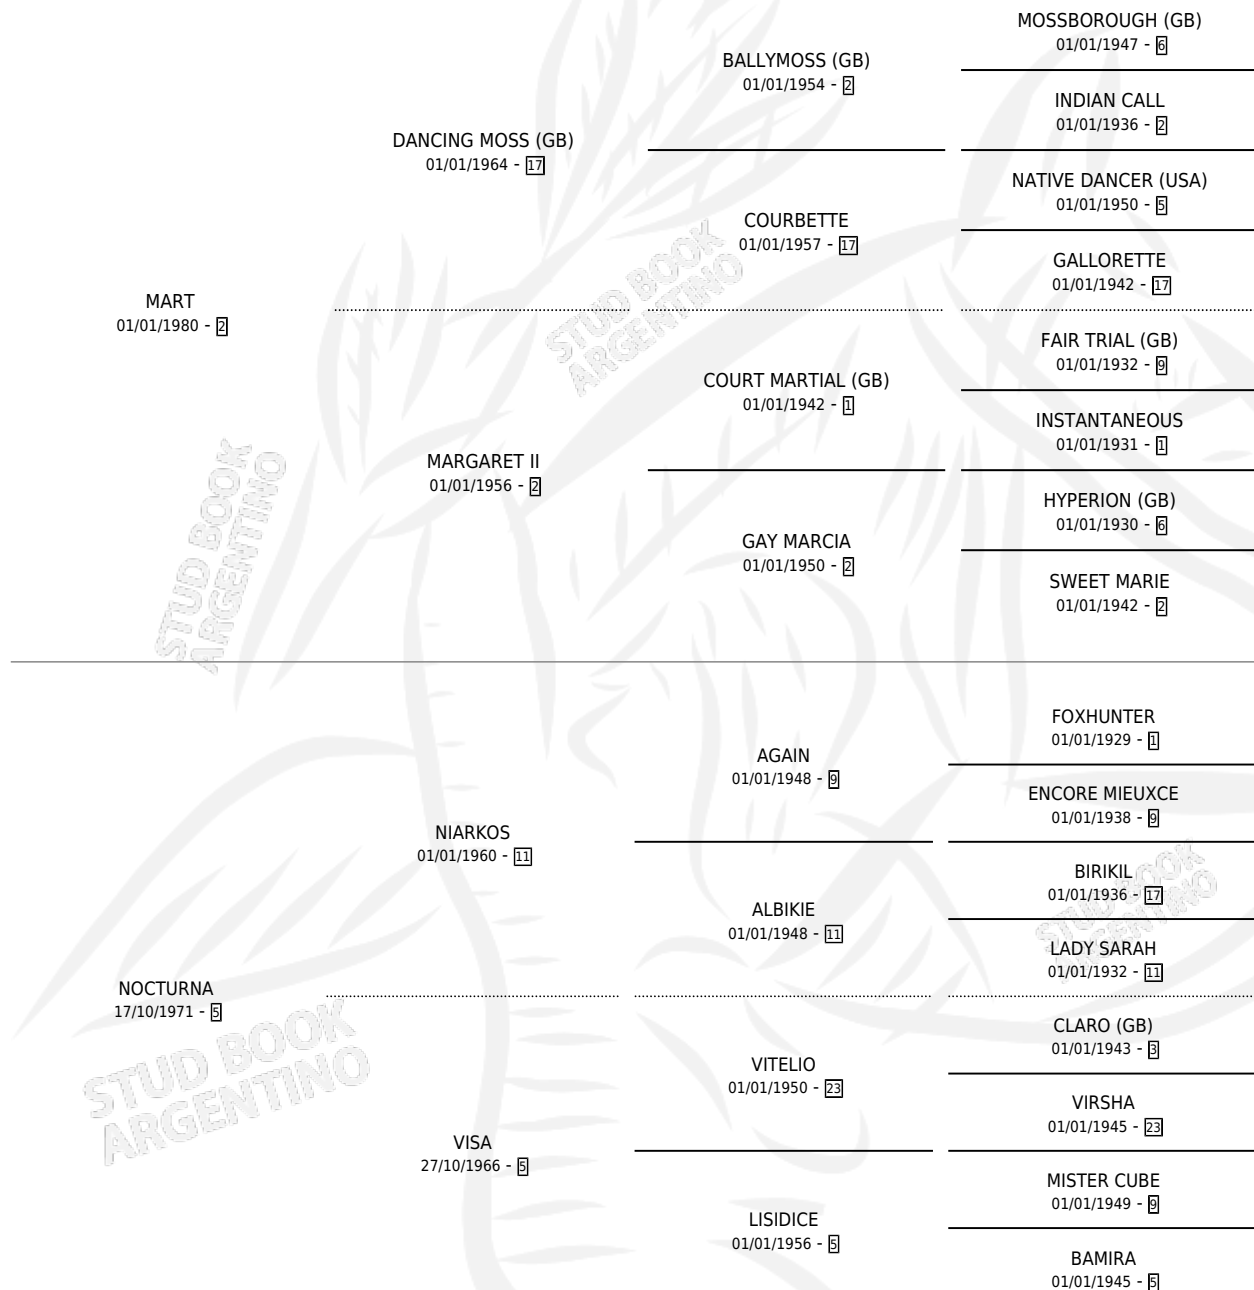 MOSSBOROUGH (GB)
01/01/1947 - 6
BALLYMOSS (GB)
01/01/1954 - 2
INDIAN CALL
01/01/1936 - 2
DANCING MOSS (GB)
01/01/1964 - 17
NATIVE DANCER (USA)
01/01/1950 - 5
COURBETTE
01/01/1957 - 17
GALLORETTE
01/01/1942 - 17
MART
01/01/1980 - 2
FAIR TRIAL (GB)
01/01/1932 - 9
COURT MARTIAL (GB)
01/01/1942 - 1
INSTANTANEOUS
01/01/1931 - 1
MARGARET II
01/01/1956 - 2
HYPERION (GB)
01/01/1930 - 6
GAY MARCIA
01/01/1950 - 2
SWEET MARIE
01/01/1942 - 2
FOXHUNTER
01/01/1929 - 1
AGAIN
01/01/1948 - 9
ENCORE MIEUXCE
01/01/1938 - 9
NIARKOS
01/01/1960 - 11
BIRIKIL
01/01/1936 - 17
ALBIKIE
01/01/1948 - 11
LADY SARAH
01/01/1932 - 11
NOCTURNA
17/10/1971 - 5
CLARO (GB)
01/01/1943 - 3
VITELIO
01/01/1950 - 23
VIRSHA
01/01/1945 - 23
VISA
27/10/1966 - 5
MISTER CUBE
01/01/1949 - 9
LISIDICE
01/01/1956 - 5
BAMIRA
01/01/1945 - 5
STUD BOOK
ARGENTINO
STUD BOOK
ARGENTINO
STUD BOOK
ARGENTINO
STUD BOOK
ARGENTINO